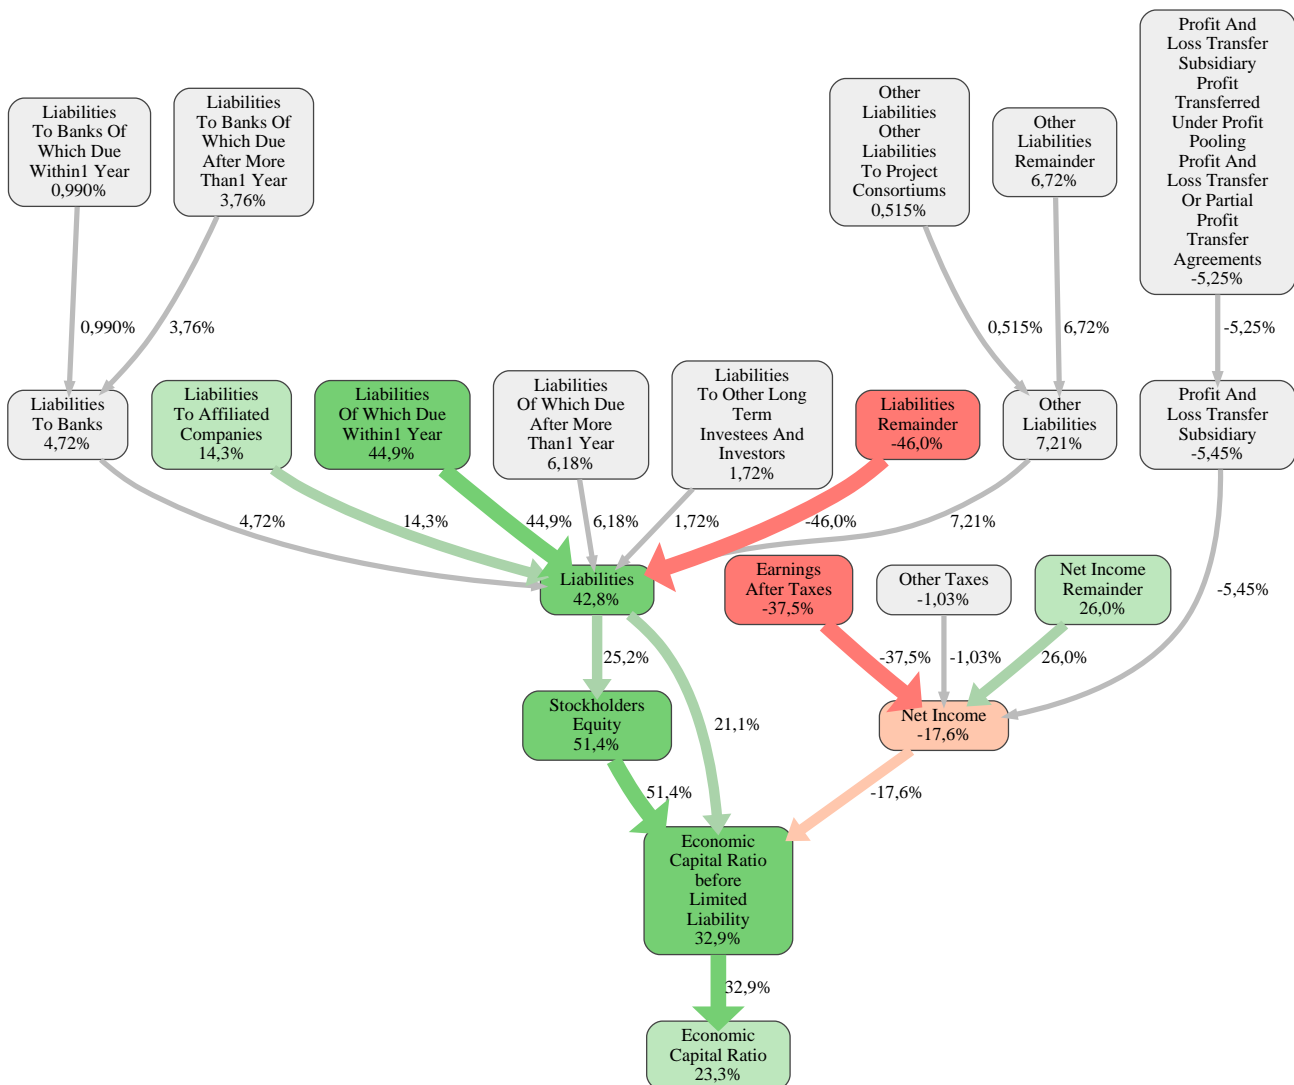 Profit And
Loss Transfer
Subsidiary
Profit
Transferred
Under Profit
Pooling
Profit And
Loss Transfer
Or Partial
Profit
Transfer
Agreements
-5,25%
Liabilities
To Banks Of
Which Due
Within1 Year
0,990%
Liabilities
To Banks Of
Which Due
After More
Than1 Year
3,76%
Other
Liabilities
Other
Liabilities
To Project
Consortiums
0,515%
Other
Liabilities
Remainder
6,72%
0,990%
3,76%
0,515%
6,72%
-5,25%
Liabilities
To Banks
4,72%
Liabilities
To Affiliated
Companies
14,3%
Liabilities
Of Which Due
Within1 Year
44,9%
Liabilities
Of Which Due
After More
Than1 Year
6,18%
Liabilities
To Other Long
Term
Investees And
Investors
1,72%
Liabilities
Remainder
-46,0%
Other
Liabilities
7,21%
Profit And
Loss Transfer
Subsidiary
-5,45%
4,72%
14,3%
44,9%
6,18%
1,72%
-46,0%
7,21%
-5,45%
Liabilities
42,8%
Earnings
After Taxes
-37,5%
Other Taxes
-1,03%
Net Income
Remainder
26,0%
25,2%
21,1%
-37,5%
-1,03%
26,0%
Stockholders
Equity
51,4%
Net Income
-17,6%
51,4%
-17,6%
Economic
Capital Ratio
before
Limited
Liability
32,9%
32,9%
Economic
Capital Ratio
23,3%